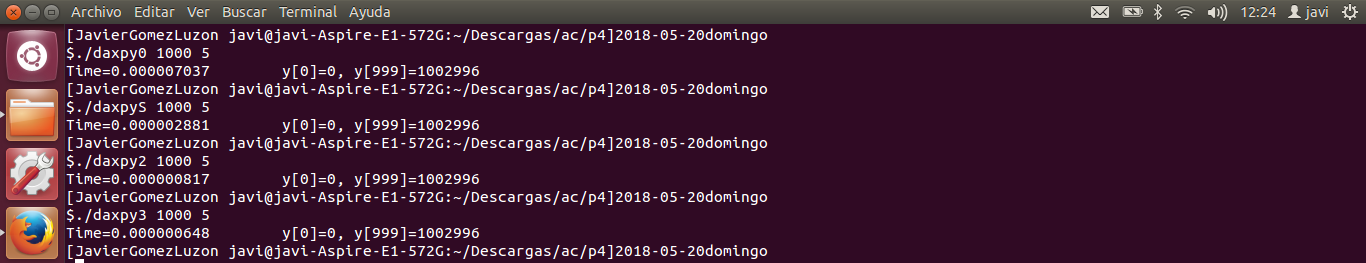 Archivo Editar Ver Buscar Terminal Ayuda 12:24 javi
[JavierGomezLuzon javi@javi-Aspire-E1-572G:~/Descargas/ac/p4]2018-05-20domingo
$./daxpy0 1000 5
Time=0.000007037 y[0]=0, y[999]=1002996
[JavierGomezLuzon javi@javi-Aspire-E1-572G:~/Descargas/ac/p4]2018-05-20domingo
$./daxpyS 1000 5
Time=0.000002881 y[0]=0, y[999]=1002996
[JavierGomezLuzon javi@javi-Aspire-E1-572G:~/Descargas/ac/p4]2018-05-20domingo
$./daxpy2 1000 5
Time=0.000000817 y[0]=0, y[999]=1002996
[JavierGomezLuzon javi@javi-Aspire-E1-572G:~/Descargas/ac/p4]2018-05-20domingo
$./daxpy3 1000 5
Time=0.000000648 y[0]=0, y[999]=1002996
[JavierGomezLuzon javi@javi-Aspire-E1-572G:~/Descargas/ac/p4]2018-05-20domingo